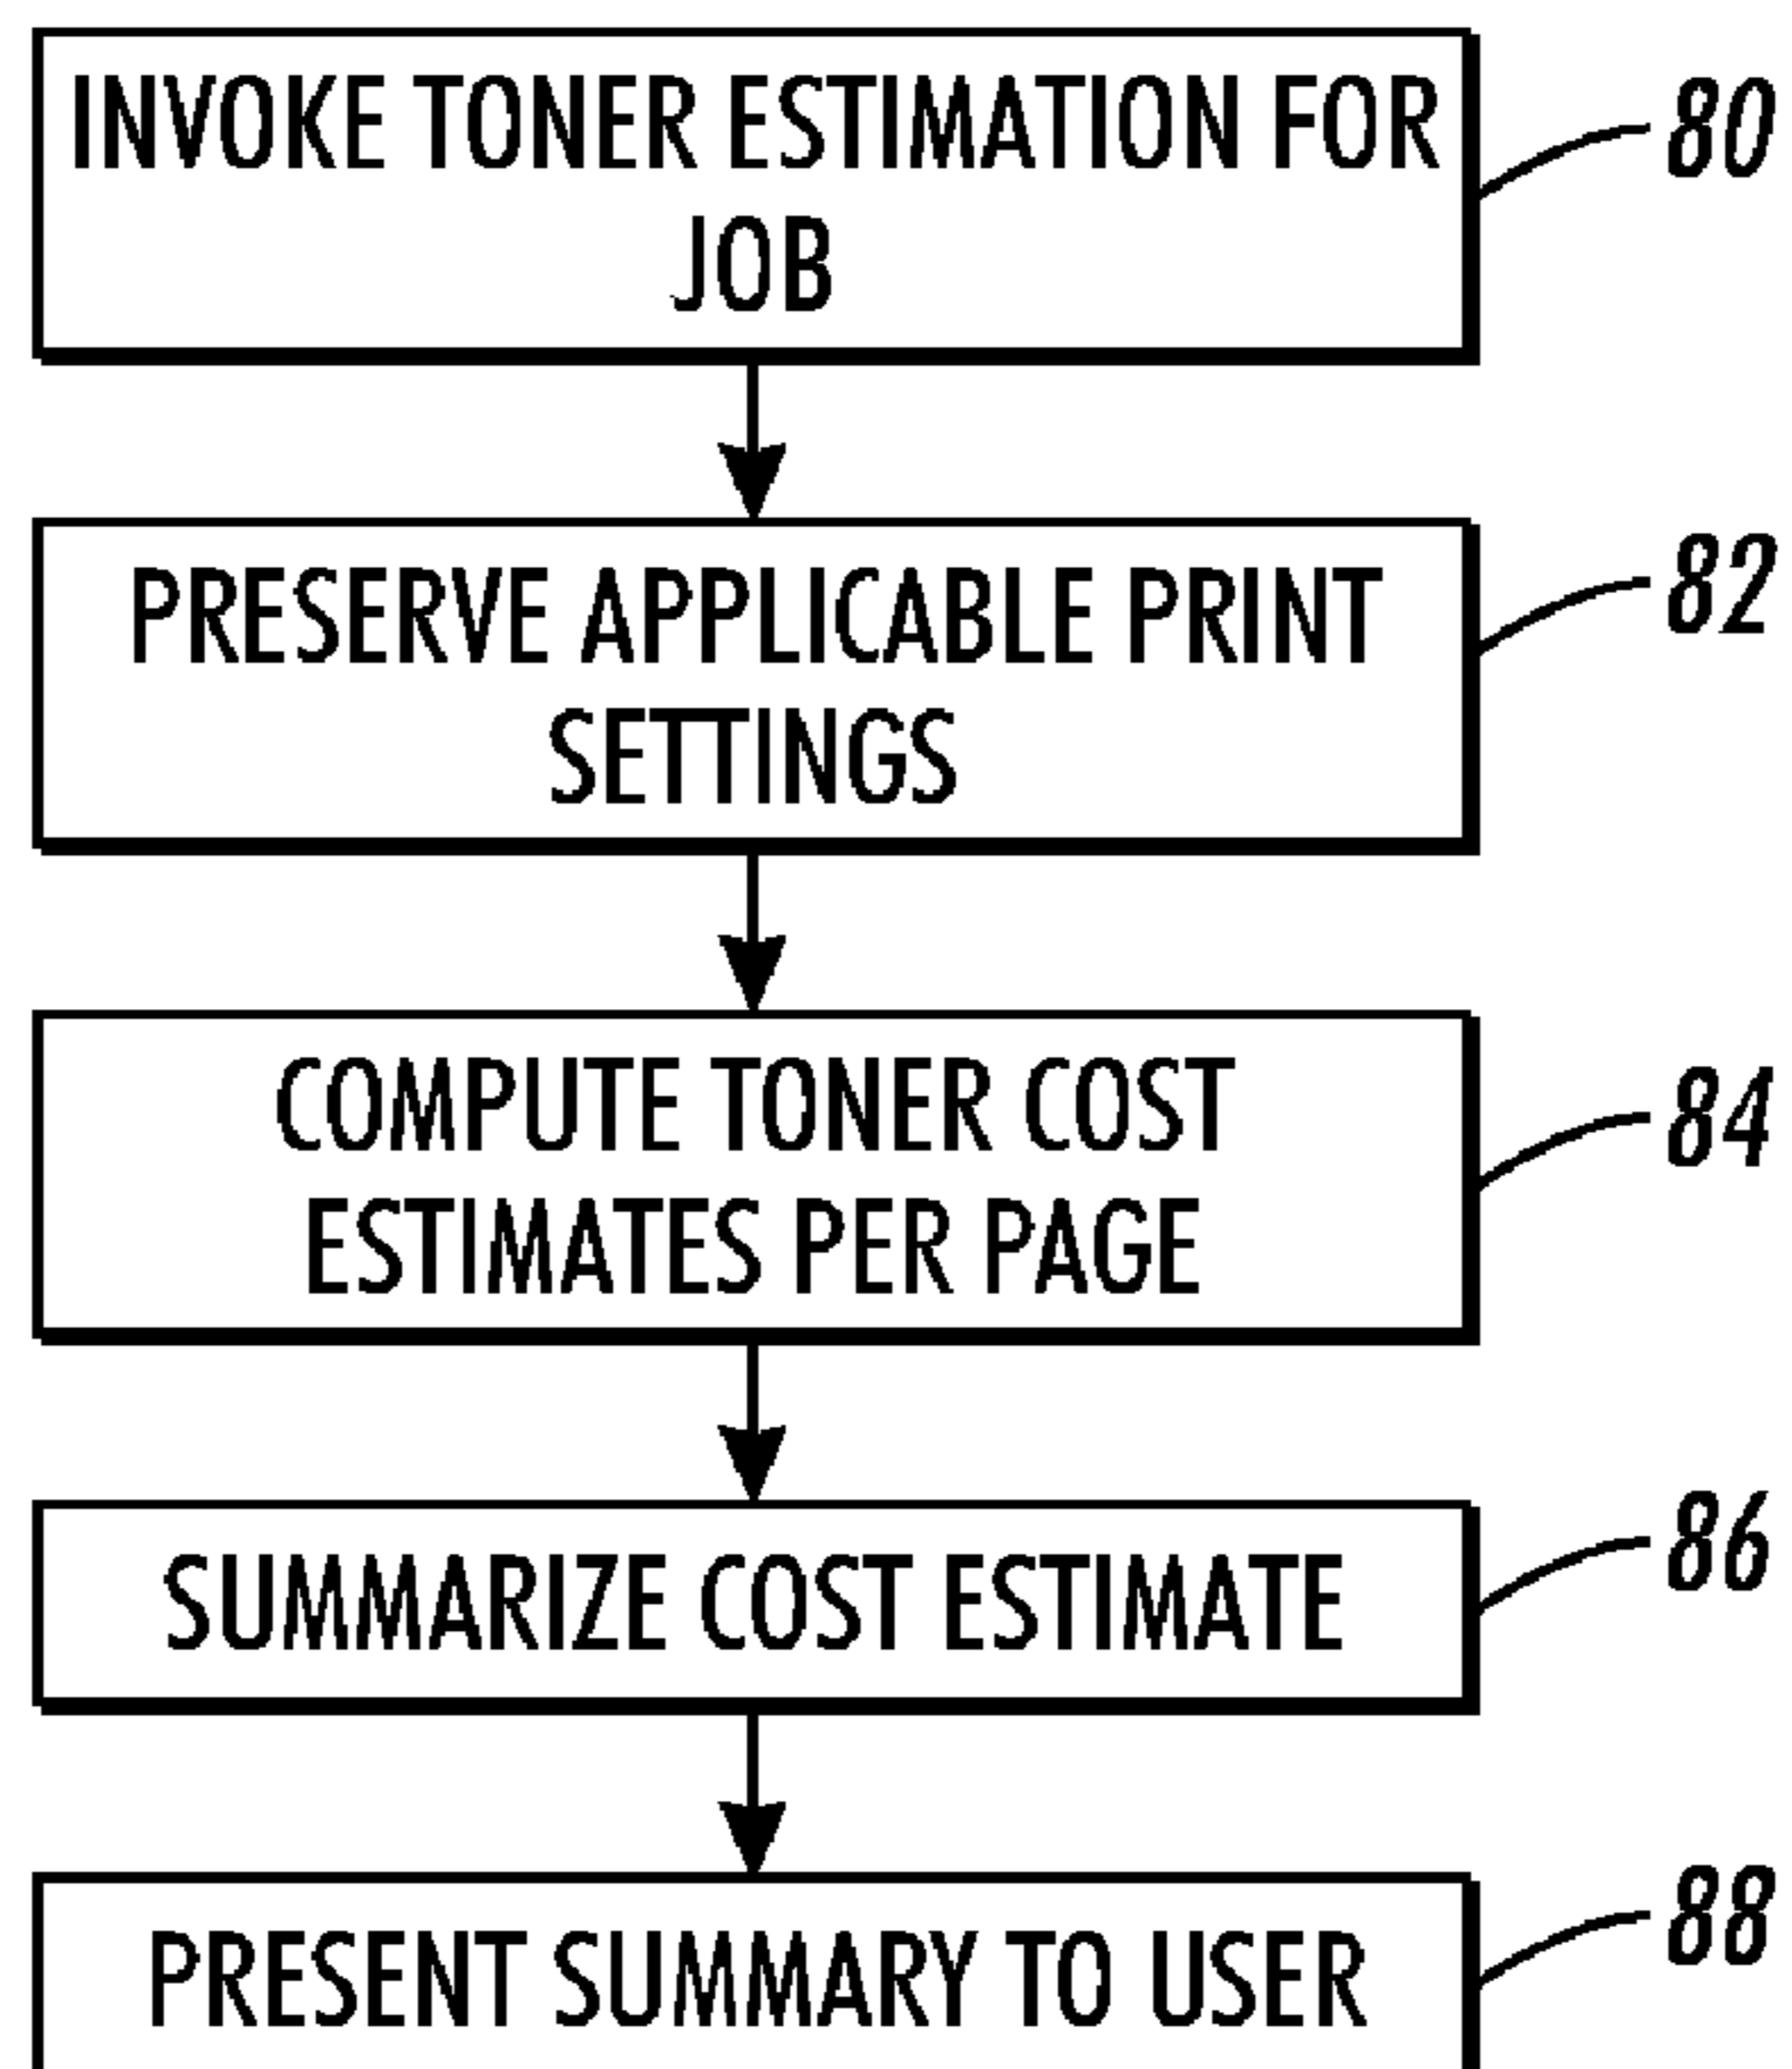 INVOKE TONER ESTIMATION FOR
JOB
80
PRESERVE APPLICABLE PRINT
SETTINGS
82
COMPUTE TONER COST
ESTIMATES PER PAGE
84
SUMMARIZE COST ESTIMATE
86
PRESENT SUMMARY TO USER
88